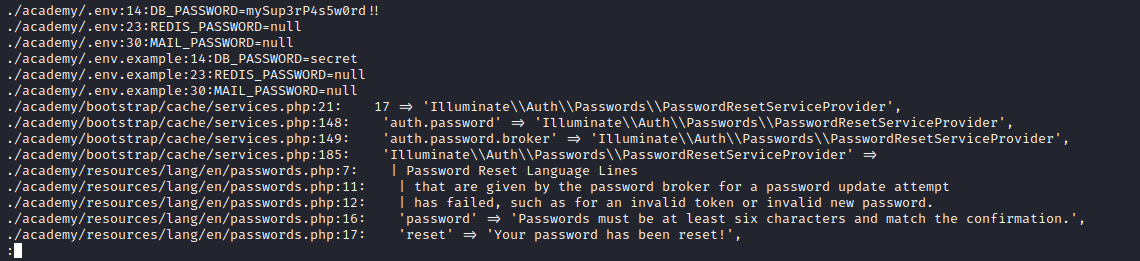 ./academy/.env:14:DB_PASSWORD=mySup3rP4s5w0rd!!
./academy/.env:23:REDIS_PASSWORD=null
./academy/.env:30:MAIL_PASSWORD=null
./academy/.env.example:14:DB_PASSWORD=secret
./academy/.env.example:23:REDIS_PASSWORD=null
./academy/.env.example:30:MAIL_PASSWORD=null
./academy/bootstrap/cache/services.php:21:    17 => 'Illuminate\\Auth\\Passwords\\PasswordResetServiceProvider',
./academy/bootstrap/cache/services.php:148:    'auth.password' => 'Illuminate\\Auth\\Passwords\\PasswordResetServiceProvider',
./academy/bootstrap/cache/services.php:149:    'auth.password.broker' => 'Illuminate\\Auth\\Passwords\\PasswordResetServiceProvider',
./academy/bootstrap/cache/services.php:185:    'Illuminate\\Auth\\Passwords\\PasswordResetServiceProvider' =>
./academy/resources/lang/en/passwords.php:7:    | Password Reset Language Lines
./academy/resources/lang/en/passwords.php:11:    | that are given by the password broker for a password update attempt
./academy/resources/lang/en/passwords.php:12:    | has failed, such as for an invalid token or invalid new password.
./academy/resources/lang/en/passwords.php:16:    'password' => 'Passwords must be at least six characters and match the confirmation.',
./academy/resources/lang/en/passwords.php:17:    'reset' => 'Your password has been reset!',
: